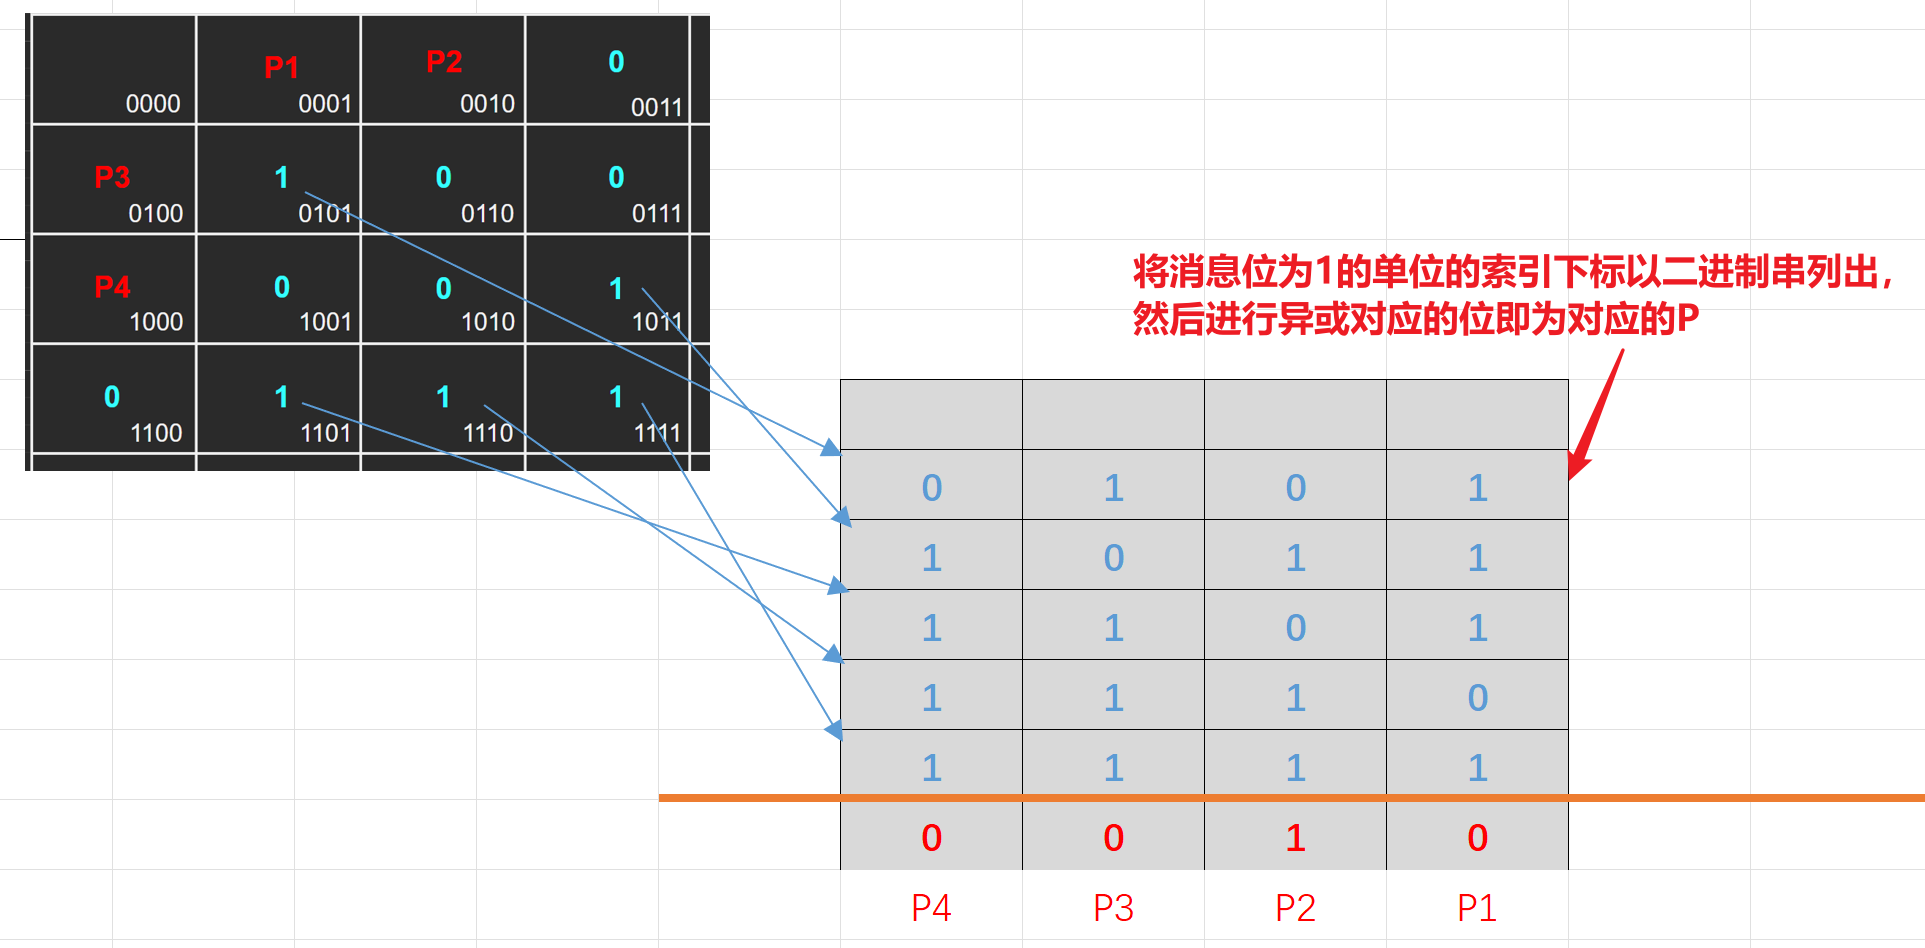 P1 P2 0
0000 0001 0010 0011
P3 1 0 0
0100 0101 0110 0111
P4 0 0 1
1000 1001 1010 1011
0 1 1 1
1100 1101 1110 1111
将消息位为1的单位的索引下标以二进制串列出，
然后进行异或对应的位即为对应的P
0 1 0 1
1 0 1 1
1 1 0 1
1 1 1 0
1 1 1 1
0 0 1 0
P4 P3 P2 P1